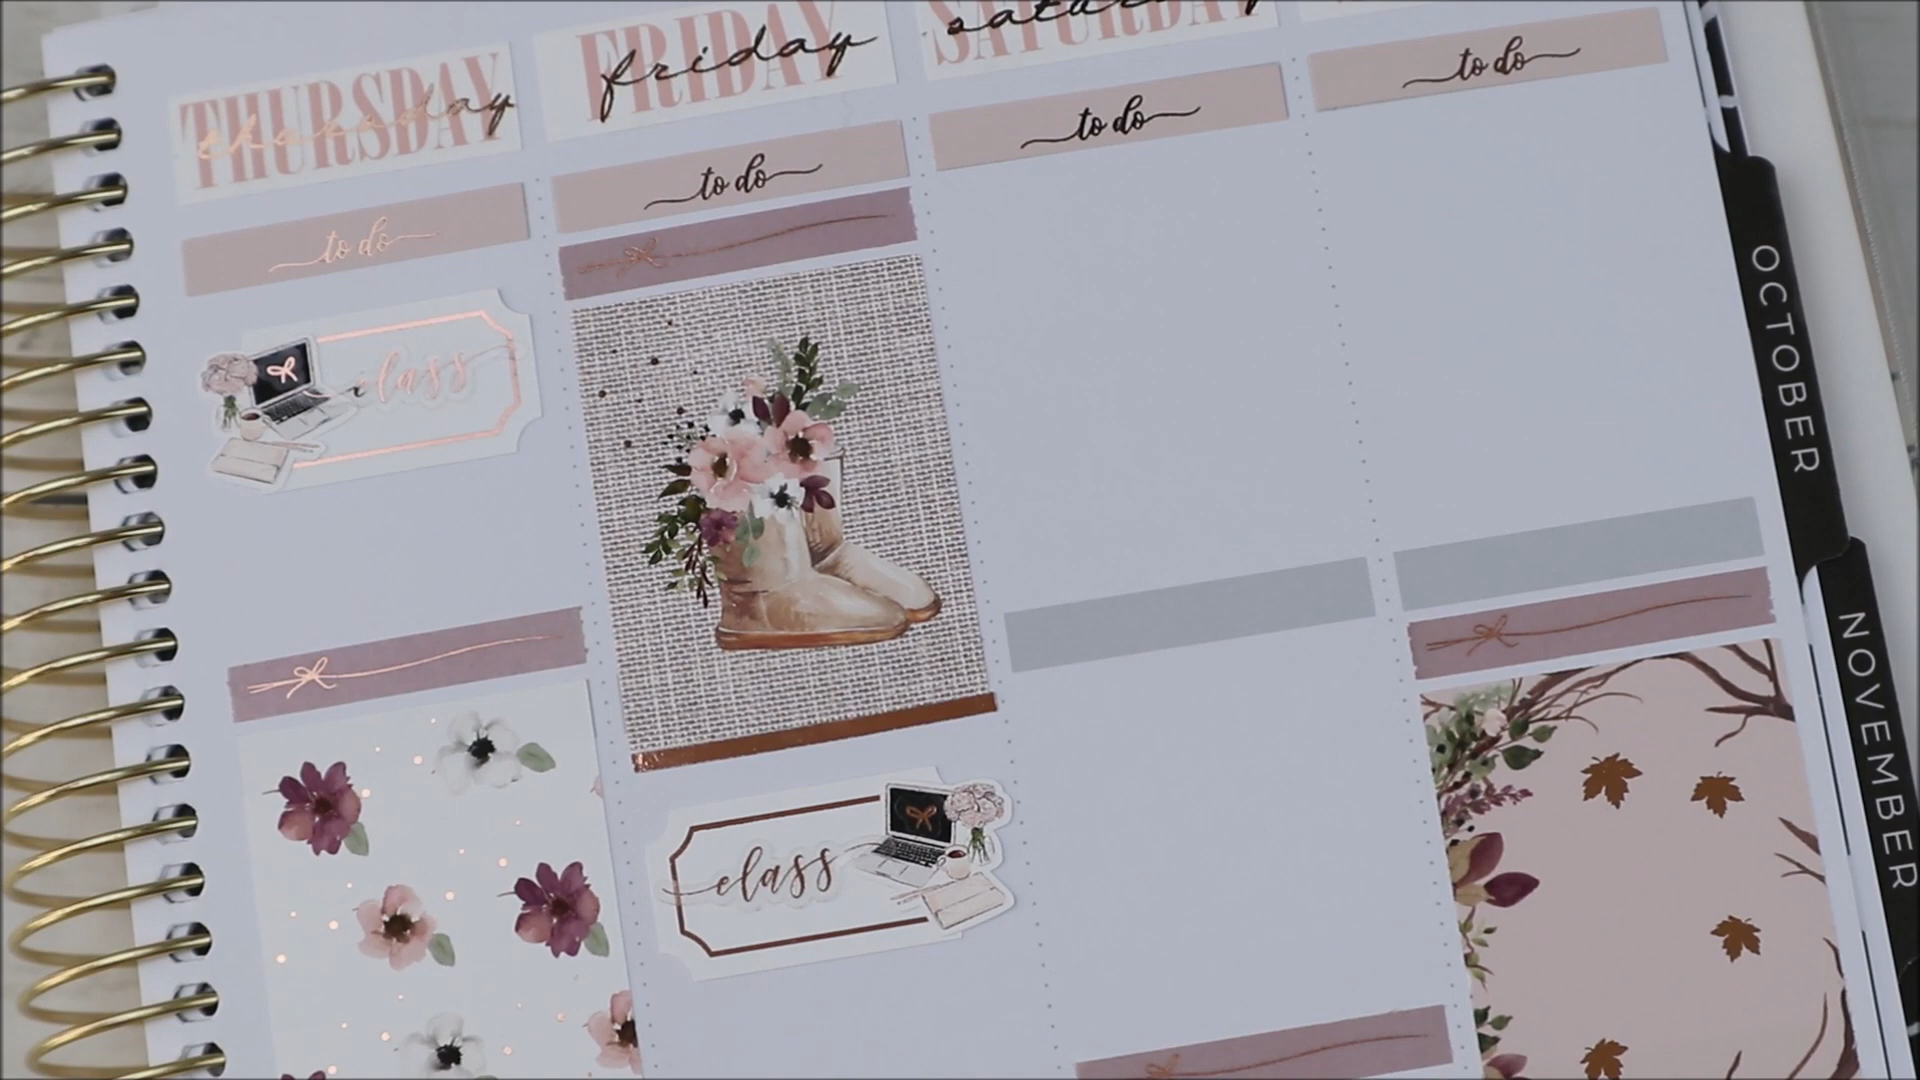 THURSDAY
thursday
FRIDAY
friday
SATURDAY
saturday
to do
to do
to do
to do
class
class
OCTOBER
NOVEMBER